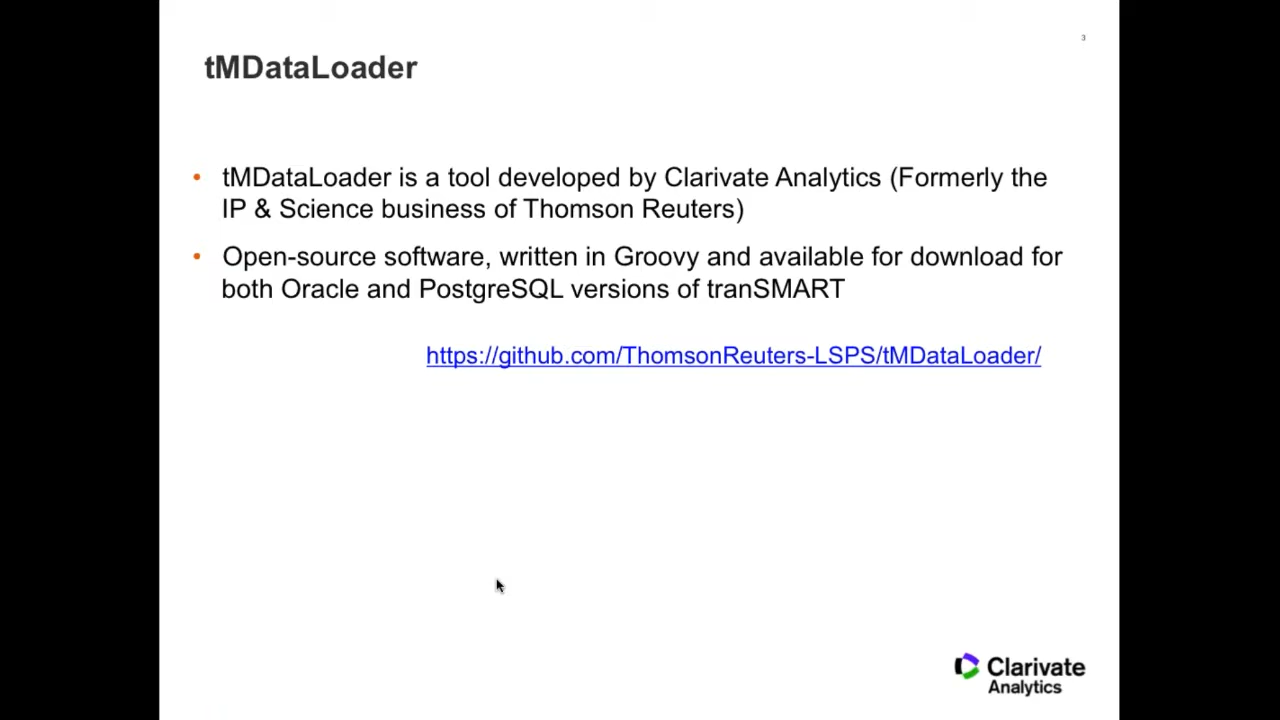 3
tMDataLoader
• tMDataLoader is a tool developed by Clarivate Analytics (Formerly the
IP & Science business of Thomson Reuters)
• Open-source software, written in Groovy and available for download for
both Oracle and PostgreSQL versions of tranSMART
https://github.com/ThomsonReuters-LSPS/tMDataLoader/
Clarivate
Analytics